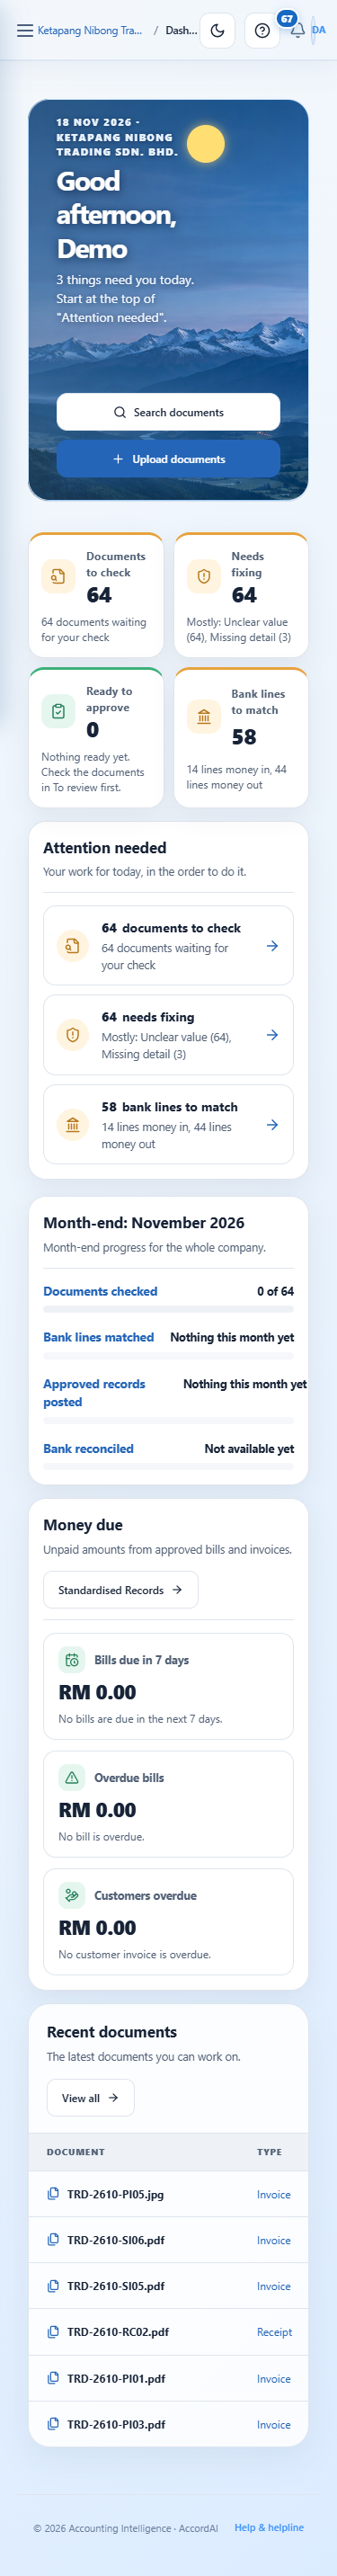 Ketapang Nibong Tra... / Dash... 67 DA
18 NOV 2026 ·
KETAPANG NIBONG
TRADING SDN. BHD.
Good
afternoon,
Demo
3 things need you today.
Start at the top of
"Attention needed".
Search documents
Upload documents
Documents
to check
64
64 documents waiting
for your check
Needs
fixing
64
Mostly: Unclear value
(64), Missing detail (3)
Ready to
approve
0
Nothing ready yet.
Check the documents
in To review first.
Bank lines
to match
58
14 lines money in, 44
lines money out
Attention needed
Your work for today, in the order to do it.
64 documents to check
64 documents waiting for
your check
64 needs fixing
Mostly: Unclear value (64),
Missing detail (3)
58 bank lines to match
14 lines money in, 44 lines
money out
Month-end: November 2026
Month-end progress for the whole company.
Documents checked 0 of 64
Bank lines matched Nothing this month yet
Approved records Nothing this month yet
posted
Bank reconciled Not available yet
Money due
Unpaid amounts from approved bills and invoices.
Standardised Records
Bills due in 7 days
RM 0.00
No bills are due in the next 7 days.
Overdue bills
RM 0.00
No bill is overdue.
Customers overdue
RM 0.00
No customer invoice is overdue.
Recent documents
The latest documents you can work on.
View all
DOCUMENT TYPE
TRD-2610-PI05.jpg Invoice
TRD-2610-SI06.pdf Invoice
TRD-2610-SI05.pdf Invoice
TRD-2610-RC02.pdf Receipt
TRD-2610-PI01.pdf Invoice
TRD-2610-PI03.pdf Invoice
© 2026 Accounting Intelligence · AccordAI Help & helpline